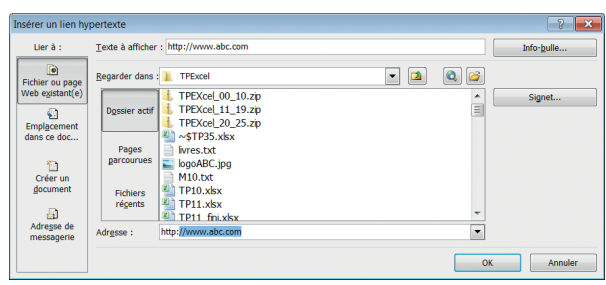 Insérer un lien hypertexte
Lier à :
Texte à afficher : http://www.abc.com
Info-bulle...
Fichier ou page
Web existant(e)
Regarder dans :
TPExcel
Signet...
Emplacement
dans ce doc...
Créer un
document
Adresse de
messagerie
Dossier actif
Pages
parcourues
Fichiers
récents
TPEXcel_00_10.zip
TPEXcel_11_19.zip
TPEXcel_20_25.zip
~$TP35.xlsx
livres.txt
logoABC.jpg
M10.txt
TP10.xlsx
TP11.xlsx
TP11_fini.xlsx
Adresse :
http://www.abc.com
OK
Annuler